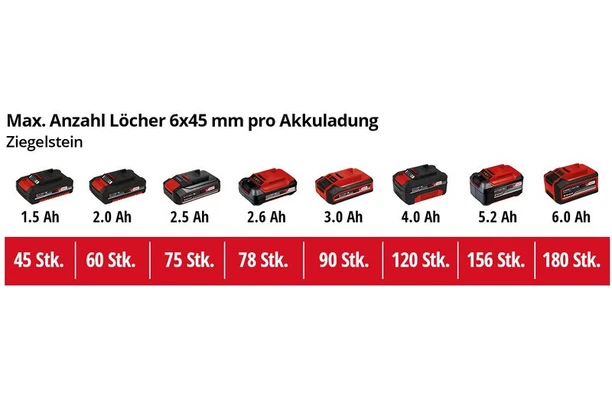 Max. Anzahl Löcher 6x45 mm pro Akkuladung
Ziegelstein
1.5 Ah 2.0 Ah 2.5 Ah 2.6 Ah 3.0 Ah 4.0 Ah 5.2 Ah 6.0 Ah
45 Stk. 60 Stk. 75 Stk. 78 Stk. 90 Stk. 120 Stk. 156 Stk. 180 Stk.